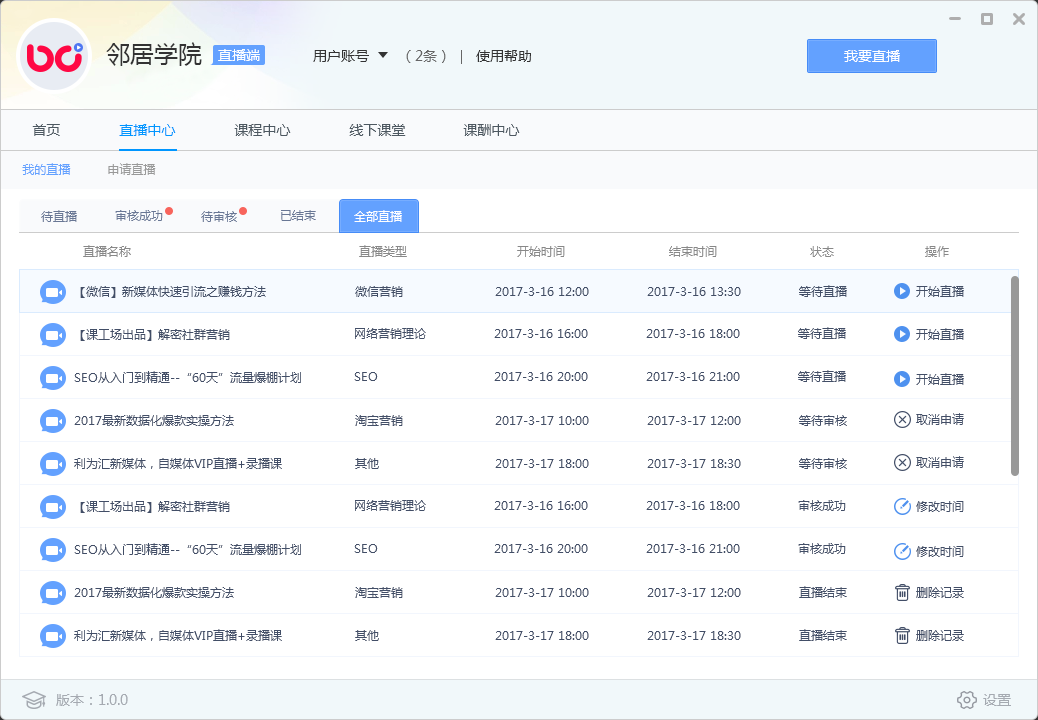 bci 邻居学院 直播端 用户账号 （2条） | 使用帮助 我要直播
首页 直播中心 课程中心 线下课堂 课酬中心
我的直播 申请直播
待直播 审核成功 待审核 已结束 全部直播
直播名称 直播类型 开始时间 结束时间 状态 操作
【微信】新媒体快速引流之赚钱方法 微信营销 2017-3-16 12:00 2017-3-16 13:30 等待直播 开始直播
【课工场出品】解密社群营销 网络营销理论 2017-3-16 16:00 2017-3-16 18:00 等待直播 开始直播
SEO从入门到精通--“60天”流量爆棚计划 SEO 2017-3-16 20:00 2017-3-16 21:00 等待直播 开始直播
2017最新数据化爆款实操方法 淘宝营销 2017-3-17 10:00 2017-3-17 12:00 等待审核 取消申请
利为汇新媒体，自媒体VIP直播+录播课 其他 2017-3-17 18:00 2017-3-17 18:30 等待审核 取消申请
【课工场出品】解密社群营销 网络营销理论 2017-3-16 16:00 2017-3-16 18:00 审核成功 修改时间
SEO从入门到精通--“60天”流量爆棚计划 SEO 2017-3-16 20:00 2017-3-16 21:00 审核成功 修改时间
2017最新数据化爆款实操方法 淘宝营销 2017-3-17 10:00 2017-3-17 12:00 直播结束 删除记录
利为汇新媒体，自媒体VIP直播+录播课 其他 2017-3-17 18:00 2017-3-17 18:30 直播结束 删除记录
版本：1.0.0 设置